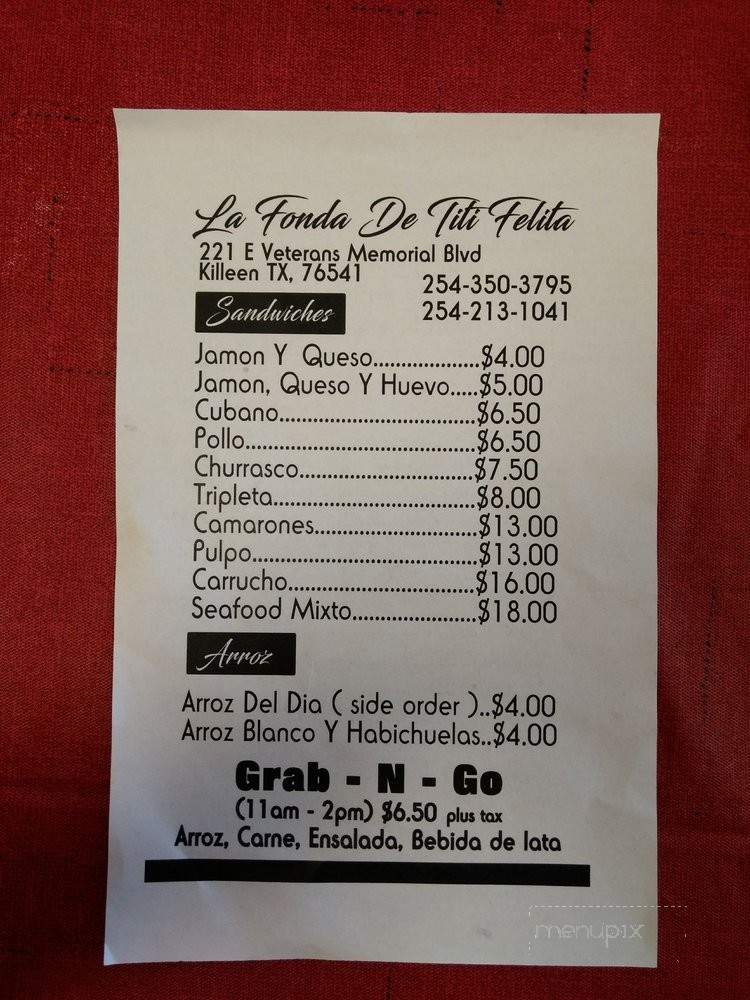 La Fonda De Titi Felita
221 E Veterans Memorial Blvd
Killeen TX, 76541
254-350-3795
254-213-1041
Sandwiches
Jamon Y Queso...................$4.00
Jamon, Queso Y Huevo.....$5.00
Cubano...................................$6.50
Pollo.........................................$6.50
Churrasco...............................$7.50
Tripleta....................................$8.00
Camarones.............................$13.00
Pulpo........................................$13.00
Carrucho.................................$16.00
Seafood Mixto......................$18.00
Arroz
Arroz Del Dia ( side order )..$4.00
Arroz Blanco Y Habichuelas..$4.00
Grab - N - Go
(11am - 2pm) $6.50 plus tax
Arroz, Carne, Ensalada, Bebida de lata
menupix